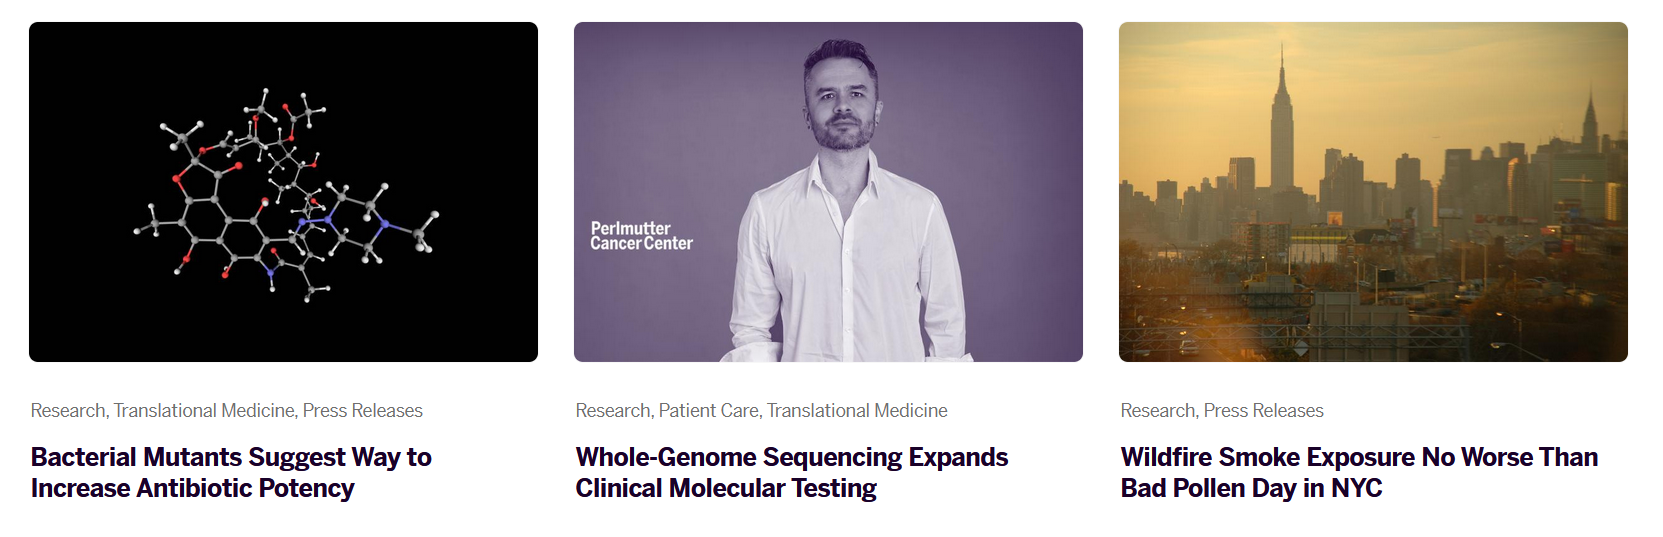 Perlmutter
Cancer Center
Research, Translational Medicine, Press Releases
Bacterial Mutants Suggest Way to
Increase Antibiotic Potency
Research, Patient Care, Translational Medicine
Whole-Genome Sequencing Expands
Clinical Molecular Testing
Research, Press Releases
Wildfire Smoke Exposure No Worse Than
Bad Pollen Day in NYC